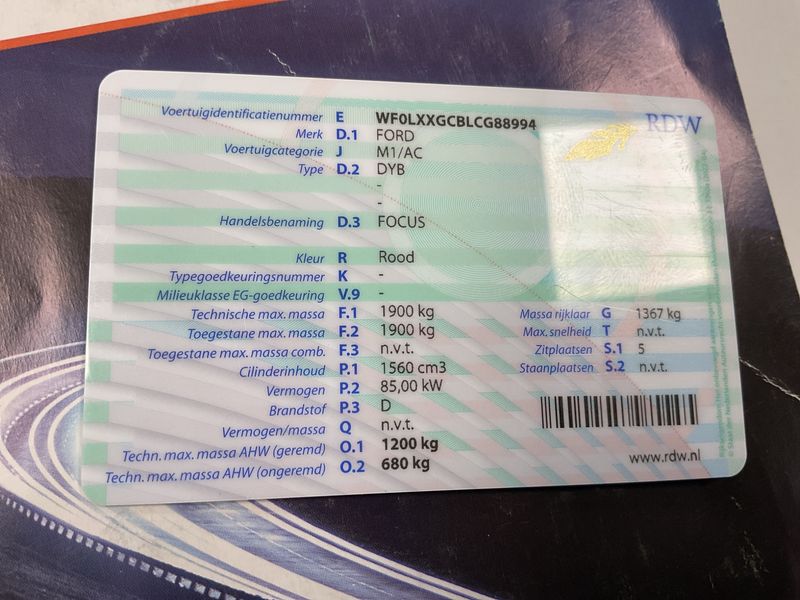 RDW
Voertuigidentificatienummer E WF0LXXGCBLCG88994
Merk D.1 FORD
Voertuigcategorie J M1/AC
Type D.2 DYB
-
-
Handelsbenaming D.3 FOCUS
Kleur R Rood
Typegoedkeuringsnummer K -
Milieuklasse EG-goedkeuring V.9 -
Technische max. massa F.1 1900 kg
Massa rijklaar G 1367 kg
Toegestane max. massa F.2 1900 kg
Max. snelheid T n.v.t.
Toegestane max. massa comb. F.3 n.v.t.
Zitplaatsen S.1 5
Cilinderinhoud P.1 1560 cm3
Staanplaatsen S.2 n.v.t.
Vermogen P.2 85,00 kW
Brandstof P.3 D
Vermogen/massa Q n.v.t.
Techn. max. massa AHW (geremd) O.1 1200 kg
Techn. max. massa AHW (ongeremd) O.2 680 kg
www.rdw.nl